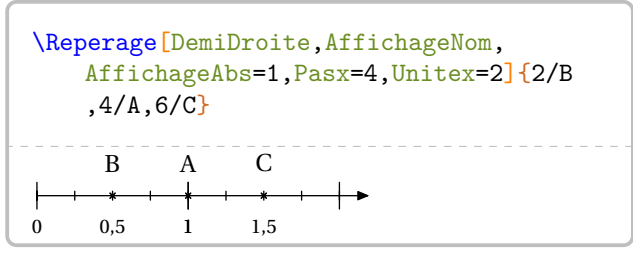 \Reperage[DemiDroite,AffichageNom,
AffichageAbs=1,Pasx=4,Unitex=2]{2/B
,4/A,6/C}
B A C
0 0,5 1 1,5